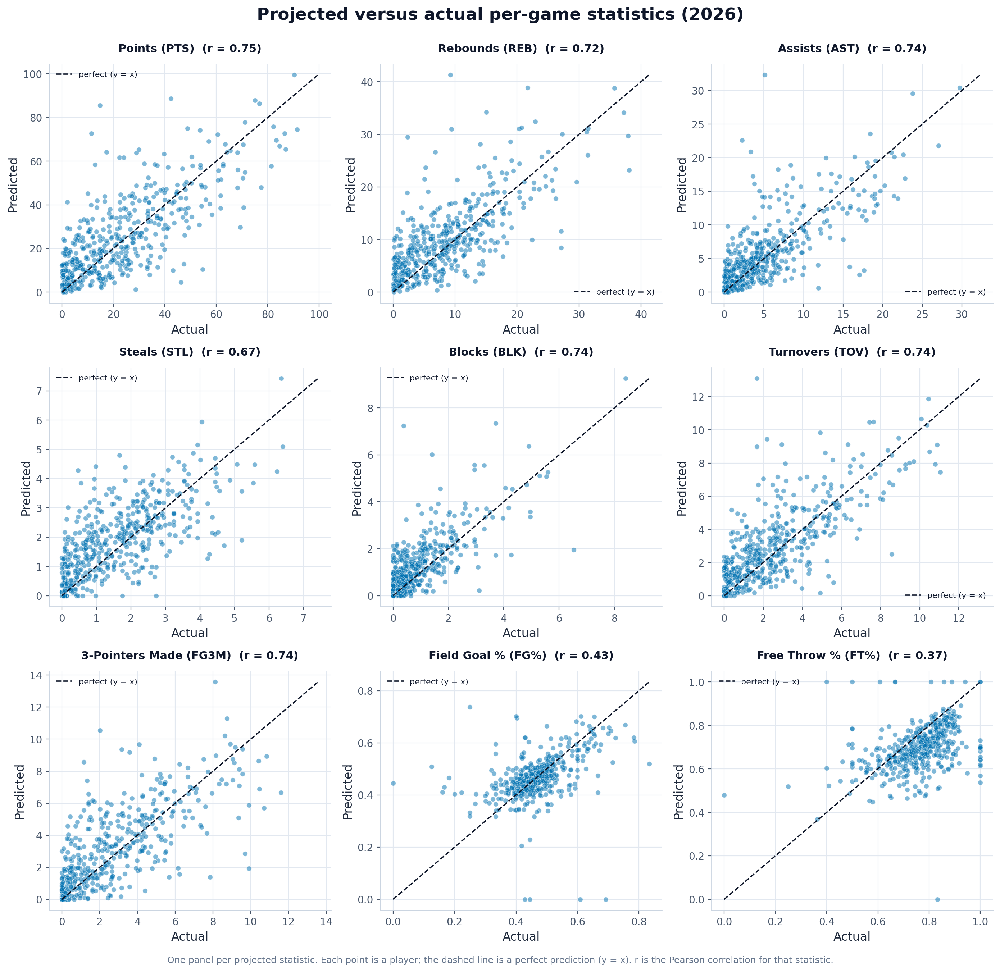 Projected versus actual per-game statistics (2026)
Points (PTS)  (r = 0.75)
perfect (y = x)
100
80
60
40
20
0
Predicted
0 20 40 60 80 100
Actual
Rebounds (REB)  (r = 0.72)
40
30
20
10
0
Predicted
perfect (y = x)
0 10 20 30 40
Actual
Assists (AST)  (r = 0.74)
30
25
20
15
10
5
0
Predicted
perfect (y = x)
0 5 10 15 20 25 30
Actual
Steals (STL)  (r = 0.67)
perfect (y = x)
7
6
5
4
3
2
1
0
Predicted
0 1 2 3 4 5 6 7
Actual
Blocks (BLK)  (r = 0.74)
perfect (y = x)
8
6
4
2
0
Predicted
0 2 4 6 8
Actual
Turnovers (TOV)  (r = 0.74)
12
10
8
6
4
2
0
Predicted
perfect (y = x)
0 2 4 6 8 10 12
Actual
3-Pointers Made (FG3M)  (r = 0.74)
perfect (y = x)
14
12
10
8
6
4
2
0
Predicted
0 2 4 6 8 10 12 14
Actual
Field Goal % (FG%)  (r = 0.43)
perfect (y = x)
0.8
0.6
0.4
0.2
0.0
Predicted
0.0 0.2 0.4 0.6 0.8
Actual
Free Throw % (FT%)  (r = 0.37)
perfect (y = x)
1.0
0.8
0.6
0.4
0.2
0.0
Predicted
0.0 0.2 0.4 0.6 0.8 1.0
Actual
One panel per projected statistic. Each point is a player; the dashed line is a perfect prediction (y = x). r is the Pearson correlation for that statistic.